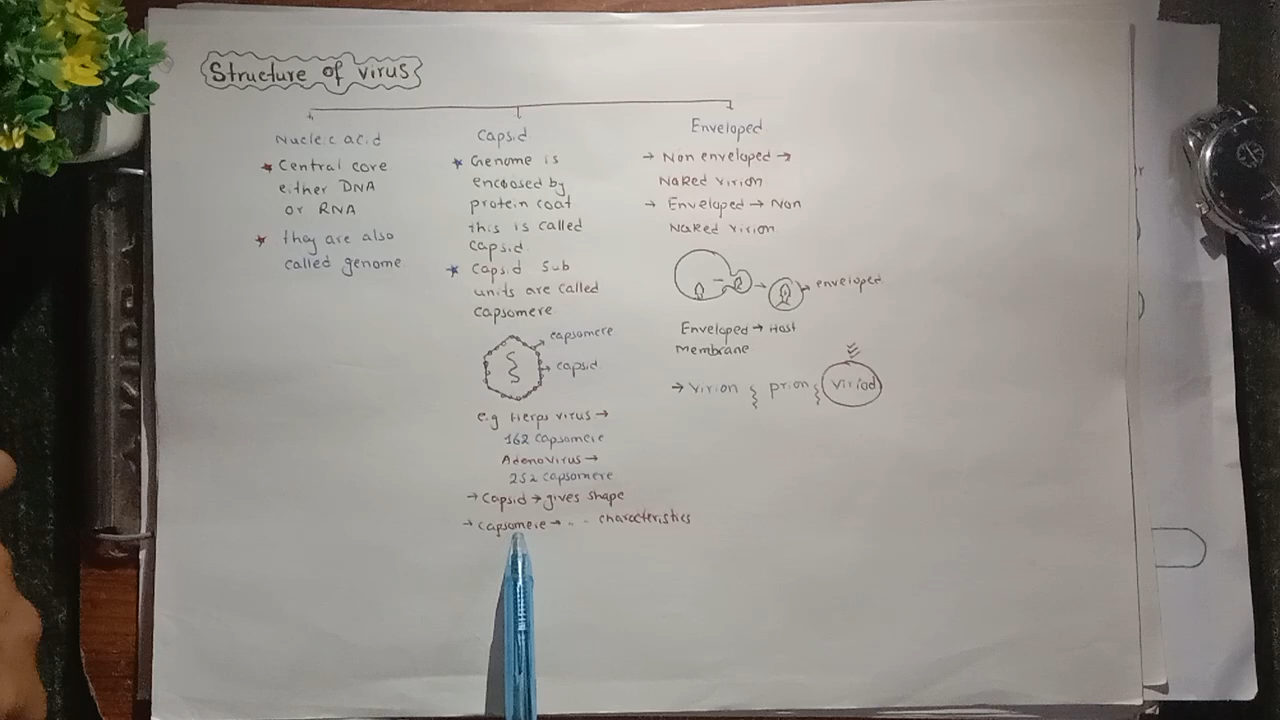 Structure of virus
Nucleic acid
★ Central core
either DNA
or RNA
★ they are also
called genome
Capsid
★ Genome is
encoosed by
protein coat
this is called
capsid.
★ Capsid Sub
units are called
capsomere
capsomere
capsid
e.g Herps virus →
162 capsomere
Adenovirus →
252 capsomere
→ Capsid → gives shape
→ Capsomere → " " characteristics
Enveloped
→ Non enveloped →
Naked virion
→ Enveloped → Non
Naked virion
enveloped
Enveloped → Host
Membrane
→ Virion } prion } Viriod